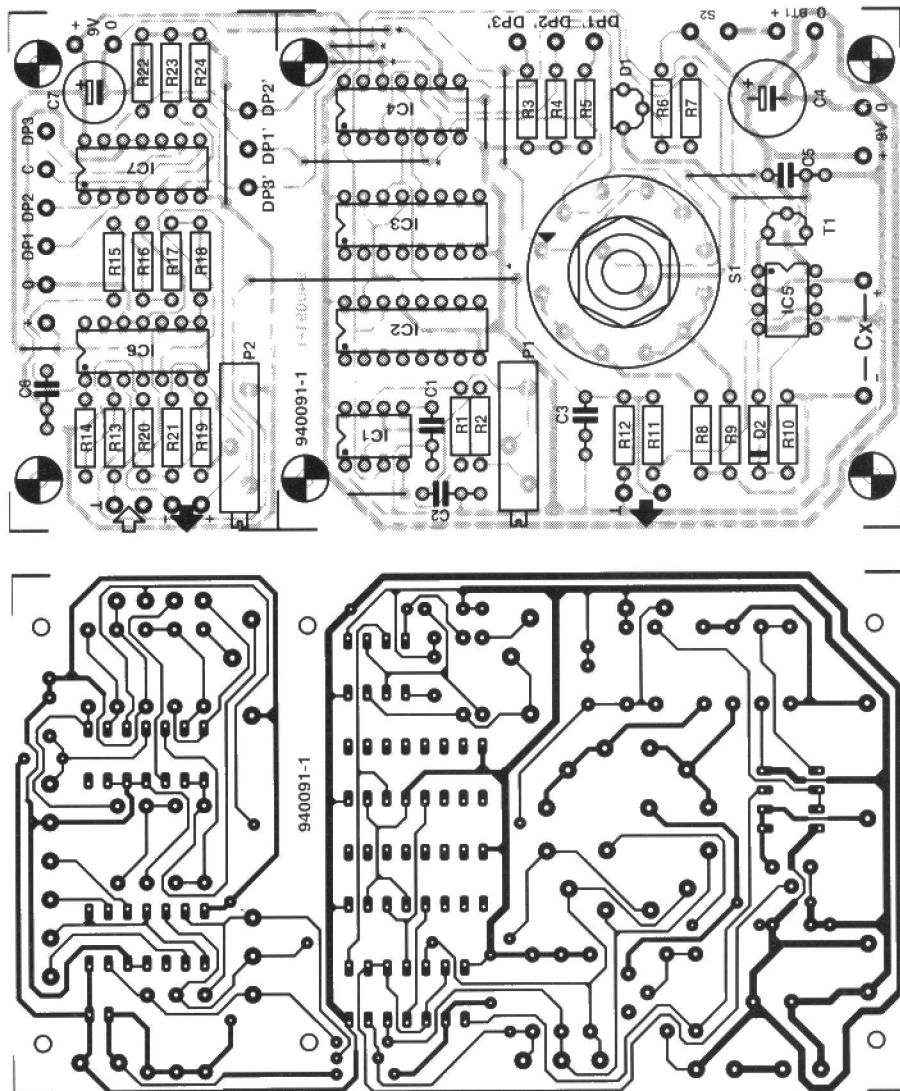 9V
0
C7
R22
R23
R24
DP3
C
DP2
DP1
0
+
IC7
DP2'
DP1'
DP3'
R15
R16
R17
R18
IC6
C6
P2
R14
R13
R20
R21
R19
⊥
-
+
940091-1
IC4
IC3
IC2
IC1
C1
R1
R2
C2
P1
DP3'
DP2'
DP1'
R3
R4
R5
D1
R6
R7
S2
BT1 +
0
+
C4
0
+ 9V
C5
T1
S1
IC5
+
— Cx —
-
C3
R12
R11
⊥
R8
R9
D2
R10
940091-1